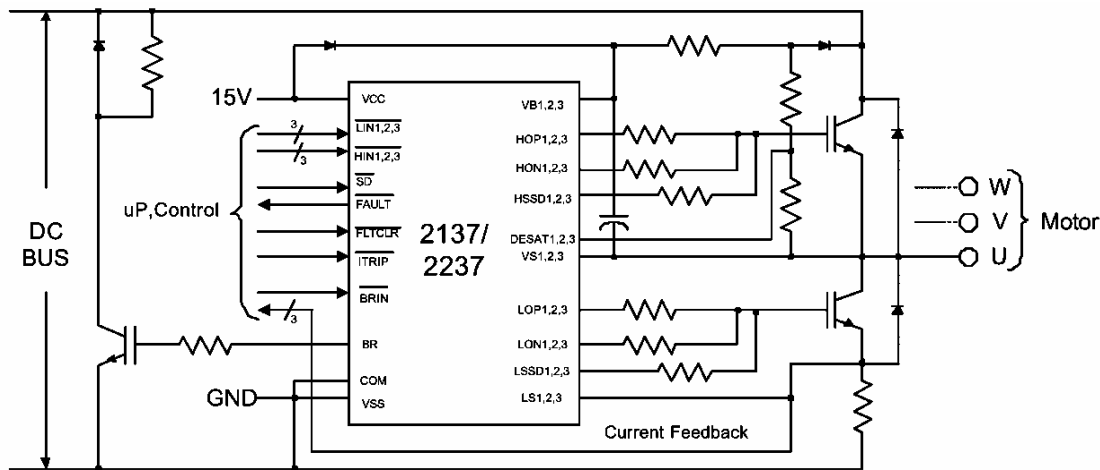 15V
VCC
VB1,2,3
3
LIN1,2,3
HOP1,2,3
3
HIN1,2,3
HON1,2,3
SD
HSSD1,2,3
W
uP,Control
FAULT
V
Motor
DC
BUS
FLTCLR
2137/
2237
DESAT1,2,3
VS1,2,3
U
ITRIP
BRIN
3
LOP1,2,3
BR
LON1,2,3
LSSD1,2,3
COM
GND
VSS
LS1,2,3
Current Feedback